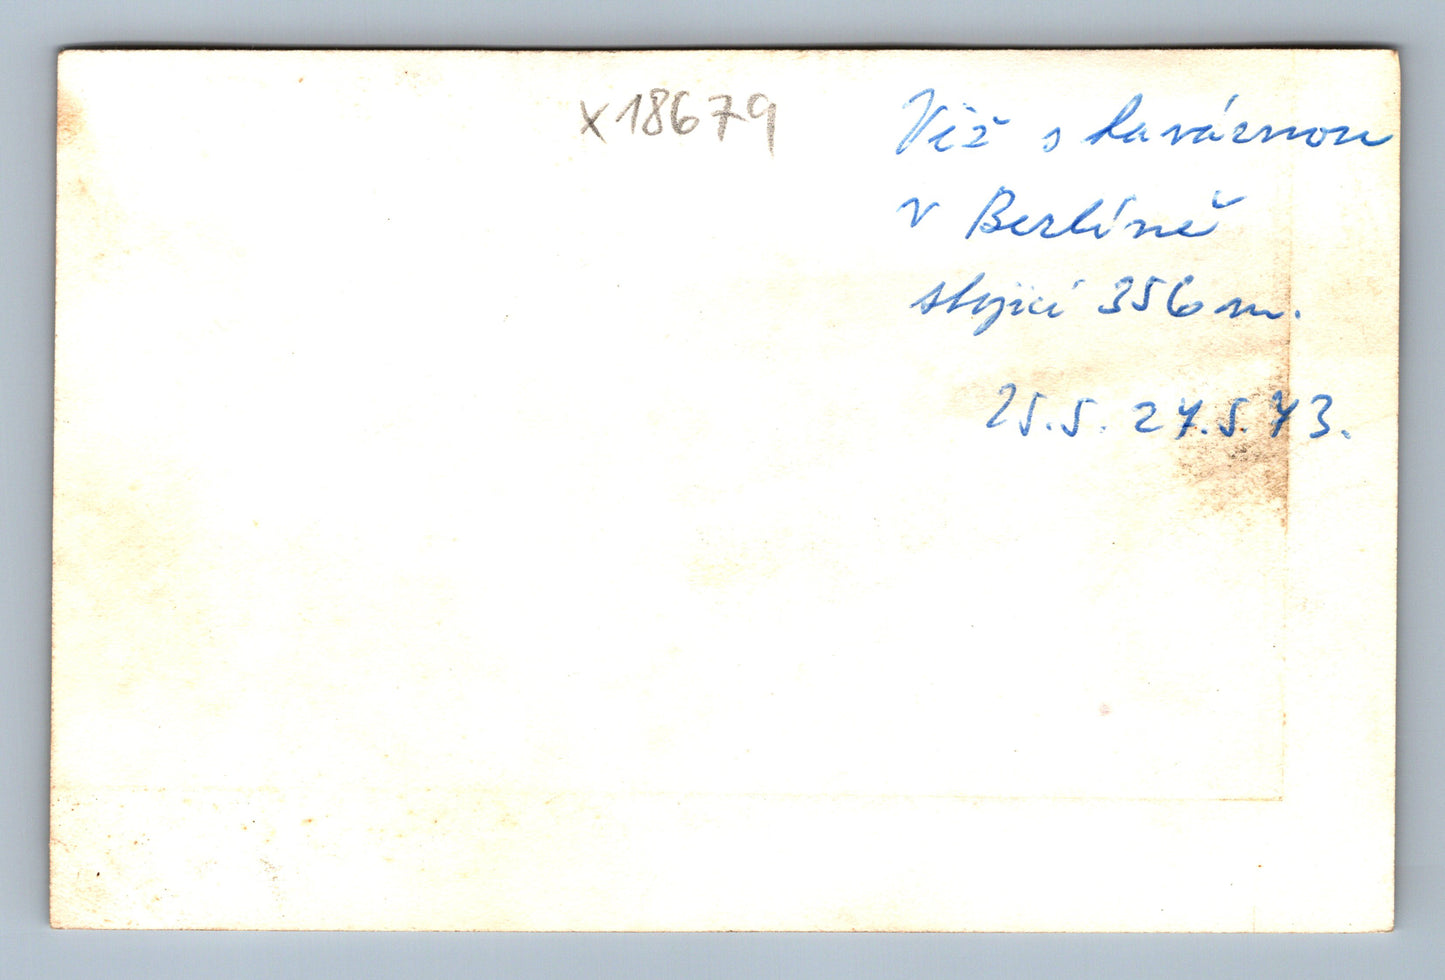 x18679
Věž s kavárnou
v Berlíně
stojící 356 m.
25.5. 27.5.73.